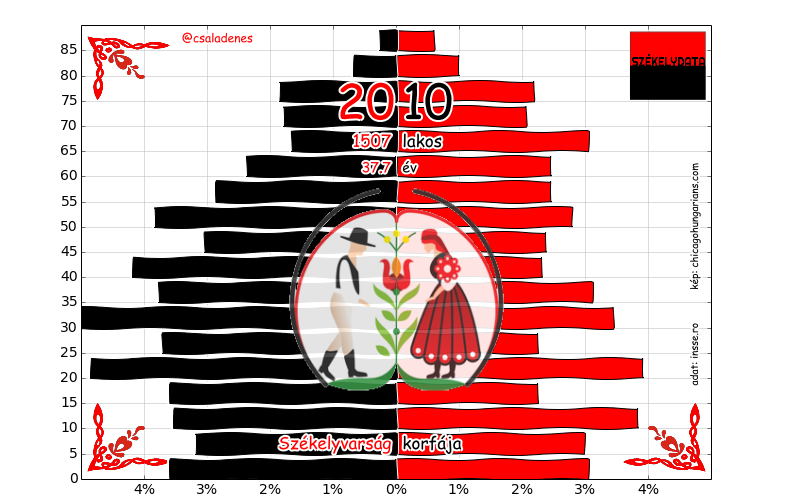 @csaladenes
SZÉKELYDATA
2010
1507 lakos
37.7 év
kép: chicagohungarians.com
adat: insse.ro
Székelyvarság korfája
85
80
75
70
65
60
55
50
45
40
35
30
25
20
15
10
5
0
4% 3% 2% 1% 0% 1% 2% 3% 4%